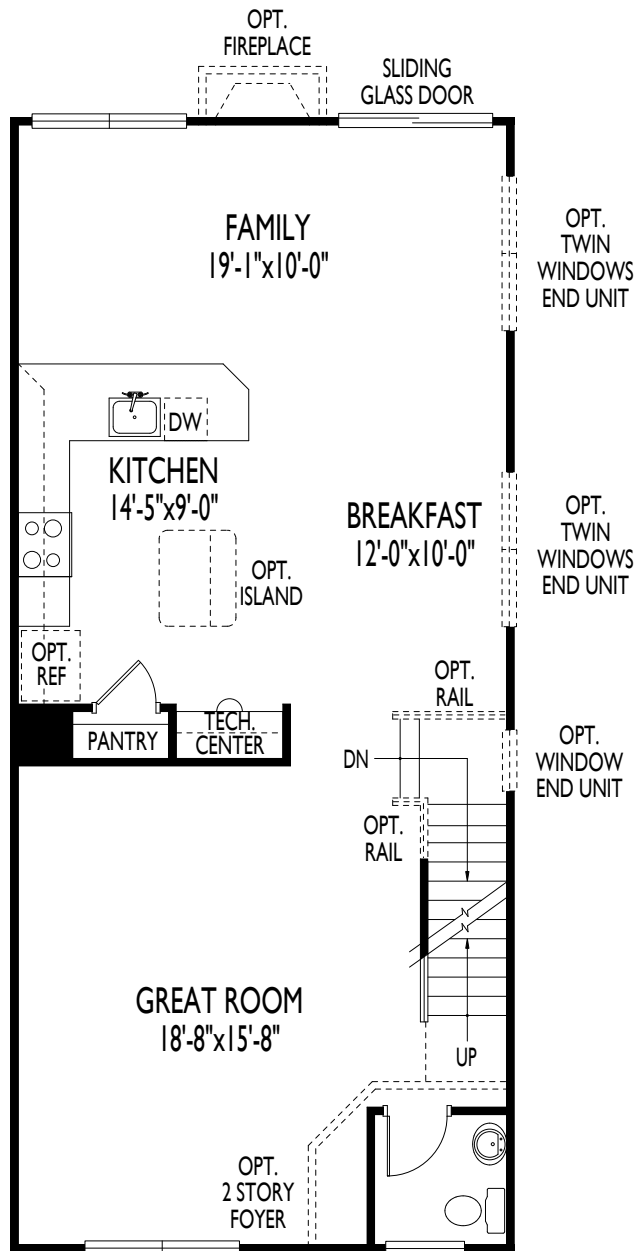 OPT.
FIREPLACE
SLIDING
GLASS DOOR
FAMILY
19'-1"x10'-0"
OPT.
TWIN
WINDOWS
END UNIT
DW
KITCHEN
14'-5"x9'-0"
BREAKFAST
12'-0"x10'-0"
OPT.
TWIN
WINDOWS
END UNIT
OPT.
ISLAND
OPT.
REF
OPT.
RAIL
PANTRY
TECH.
CENTER
DN
OPT.
WINDOW
END UNIT
OPT.
RAIL
GREAT ROOM
18'-8"x15'-8"
UP
OPT.
2 STORY
FOYER